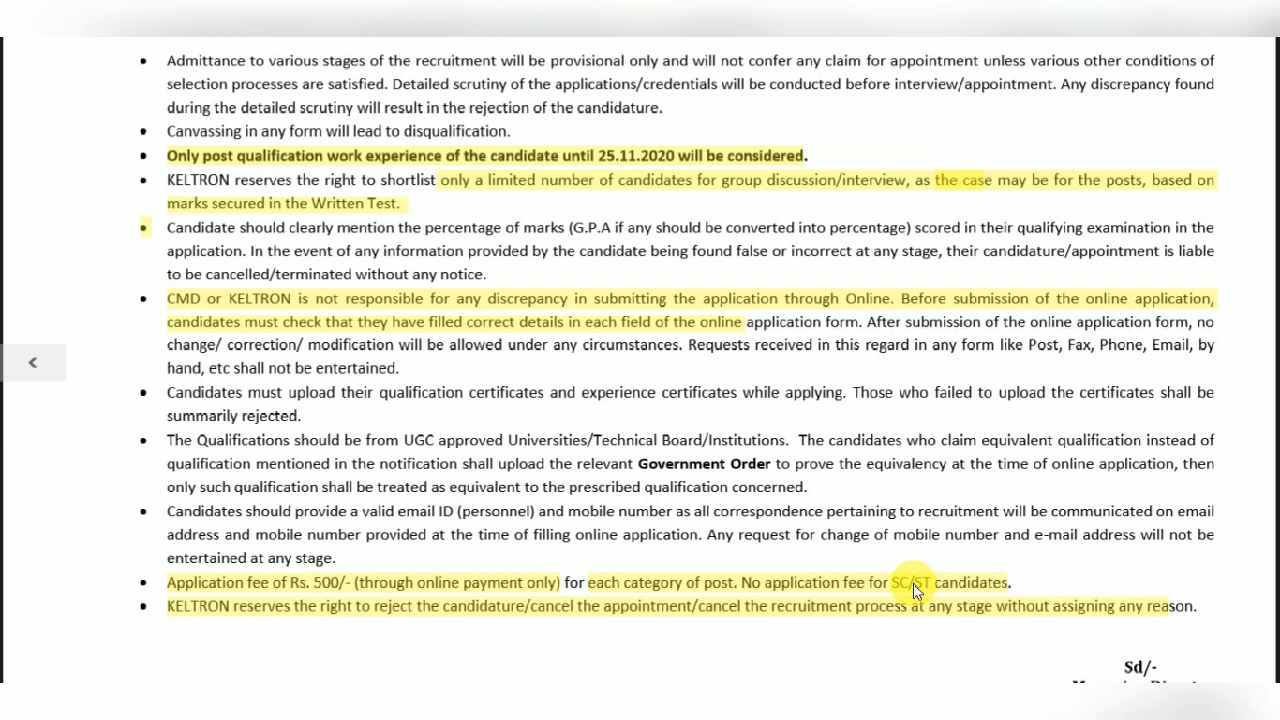 • Admittance to various stages of the recruitment will be provisional only and will not confer any claim for appointment unless various other conditions of
selection processes are satisfied. Detailed scrutiny of the applications/credentials will be conducted before interview/appointment. Any discrepancy found
during the detailed scrutiny will result in the rejection of the candidature.
• Canvassing in any form will lead to disqualification.
• Only post qualification work experience of the candidate until 25.11.2020 will be considered.
• KELTRON reserves the right to shortlist only a limited number of candidates for group discussion/interview, as the case may be for the posts, based on
marks secured in the Written Test.
• Candidate should clearly mention the percentage of marks (G.P.A if any should be converted into percentage) scored in their qualifying examination in the
application. In the event of any information provided by the candidate being found false or incorrect at any stage, their candidature/appointment is liable
to be cancelled/terminated without any notice.
• CMD or KELTRON is not responsible for any discrepancy in submitting the application through Online. Before submission of the online application,
candidates must check that they have filled correct details in each field of the online application form. After submission of the online application form, no
change/ correction/ modification will be allowed under any circumstances. Requests received in this regard in any form like Post, Fax, Phone, Email, by
hand, etc shall not be entertained.
• Candidates must upload their qualification certificates and experience certificates while applying. Those who failed to upload the certificates shall be
summarily rejected.
• The Qualifications should be from UGC approved Universities/Technical Board/Institutions. The candidates who claim equivalent qualification instead of
qualification mentioned in the notification shall upload the relevant Government Order to prove the equivalency at the time of online application, then
only such qualification shall be treated as equivalent to the prescribed qualification concerned.
• Candidates should provide a valid email ID (personnel) and mobile number as all correspondence pertaining to recruitment will be communicated on email
address and mobile number provided at the time of filling online application. Any request for change of mobile number and e-mail address will not be
entertained at any stage.
• Application fee of Rs. 500/- (through online payment only) for each category of post. No application fee for SC/ST candidates.
• KELTRON reserves the right to reject the candidature/cancel the appointment/cancel the recruitment process at any stage without assigning any reason.
Sd/-